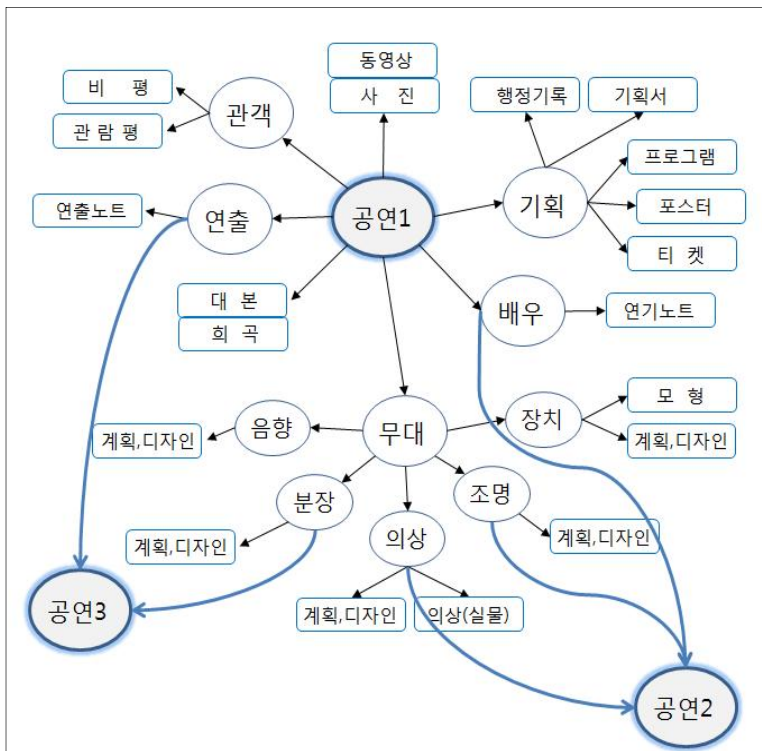 동영상
사 진
비 평
관 람 평
관객
행정기록
기획서
프로그램
포스터
티 켓
기획
공연1
연출
연출노트
대 본
희 곡
배우
연기노트
모 형
계획,디자인
장치
무대
음향
계획,디자인
분장
계획,디자인
조명
계획,디자인
의상
계획,디자인
의상(실물)
공연3
공연2